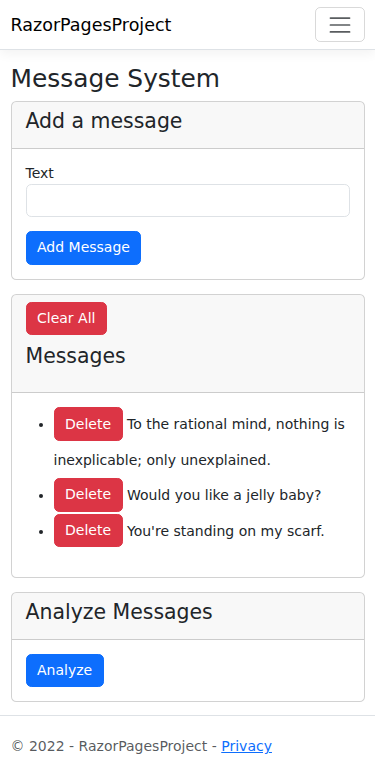 RazorPagesProject
Message System
Add a message
Text
Add Message
Clear All
Messages
Delete To the rational mind, nothing is
inexplicable; only unexplained.
Delete Would you like a jelly baby?
Delete You're standing on my scarf.
Analyze Messages
Analyze
© 2022 - RazorPagesProject - Privacy